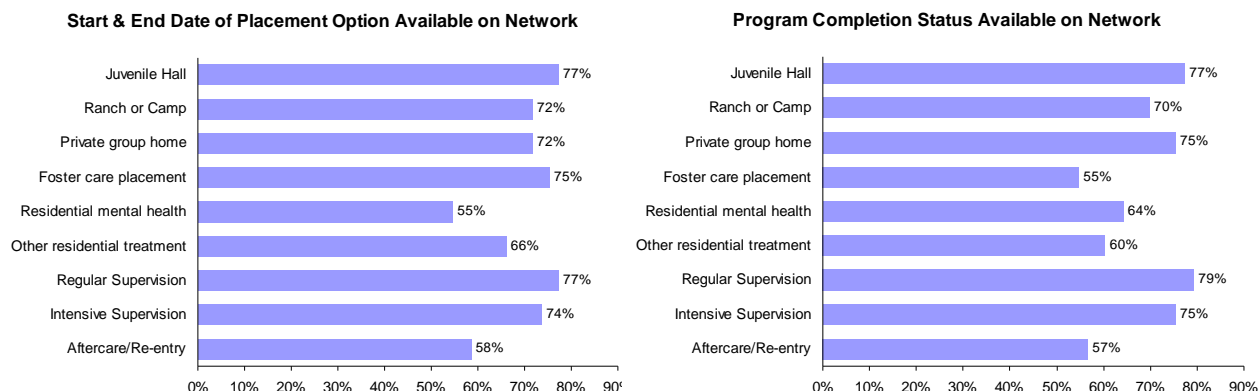 Start & End Date of Placement Option Available on Network
Juvenile Hall 77%
Ranch or Camp 72%
Private group home 72%
Foster care placement 75%
Residential mental health 55%
Other residential treatment 66%
Regular Supervision 77%
Intensive Supervision 74%
Aftercare/Re-entry 58%
0% 10% 20% 30% 40% 50% 60% 70% 80% 90%
Program Completion Status Available on Network
Juvenile Hall 77%
Ranch or Camp 70%
Private group home 75%
Foster care placement 55%
Residential mental health 64%
Other residential treatment 60%
Regular Supervision 79%
Intensive Supervision 75%
Aftercare/Re-entry 57%
0% 10% 20% 30% 40% 50% 60% 70% 80% 90%